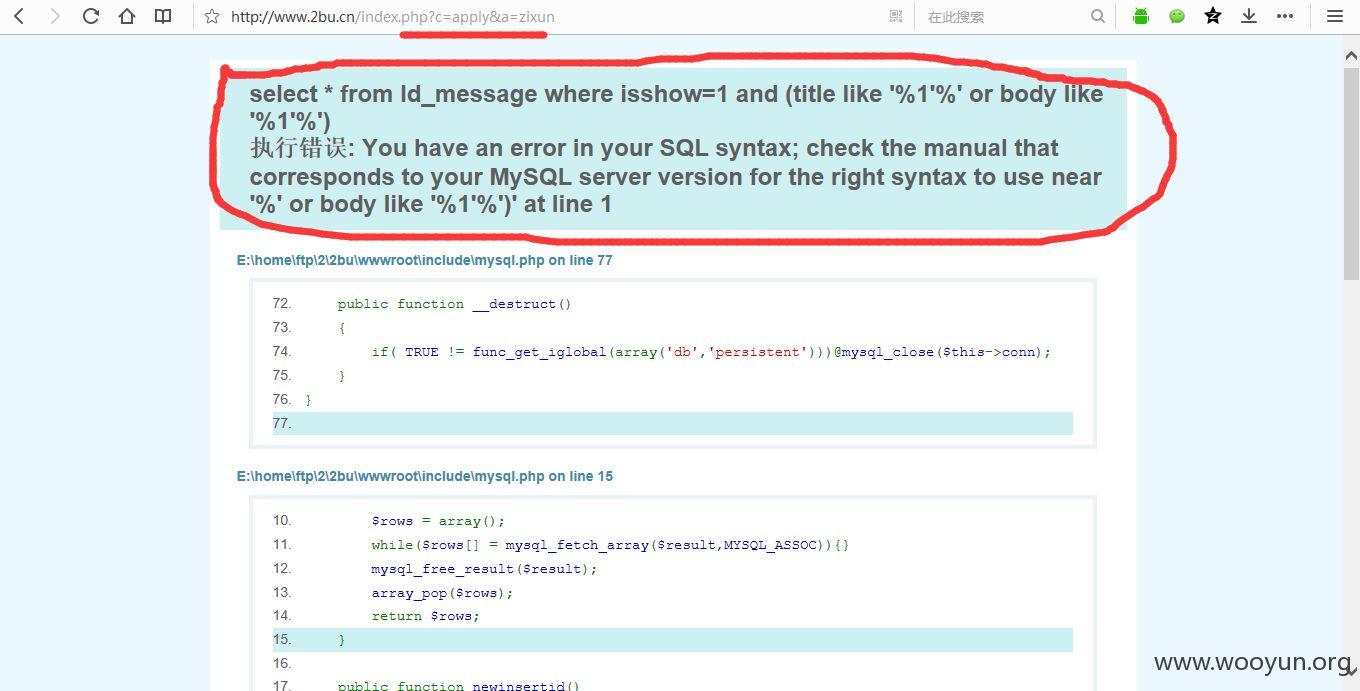 http://www.2bu.cn/index.php?c=apply&a=zixun
在此搜索
select * from ld_message where isshow=1 and (title like '%1'%' or body like
'%1'%')
执行错误: You have an error in your SQL syntax; check the manual that
corresponds to your MySQL server version for the right syntax to use near
'%' or body like '%1'%')' at line 1
E:\home\ftp\2\2bu\wwwroot\include\mysql.php on line 77
72. public function __destruct()
73. {
74. if( TRUE != func_get_iglobal(array('db','persistent')))@mysql_close($this->conn);
75. }
76. }
77.
E:\home\ftp\2\2bu\wwwroot\include\mysql.php on line 15
10. $rows = array();
11. while($rows[] = mysql_fetch_array($result,MYSQL_ASSOC)){}
12. mysql_free_result($result);
13. array_pop($rows);
14. return $rows;
15. }
16.
17. public function newinsertid()
www.wooyun.org